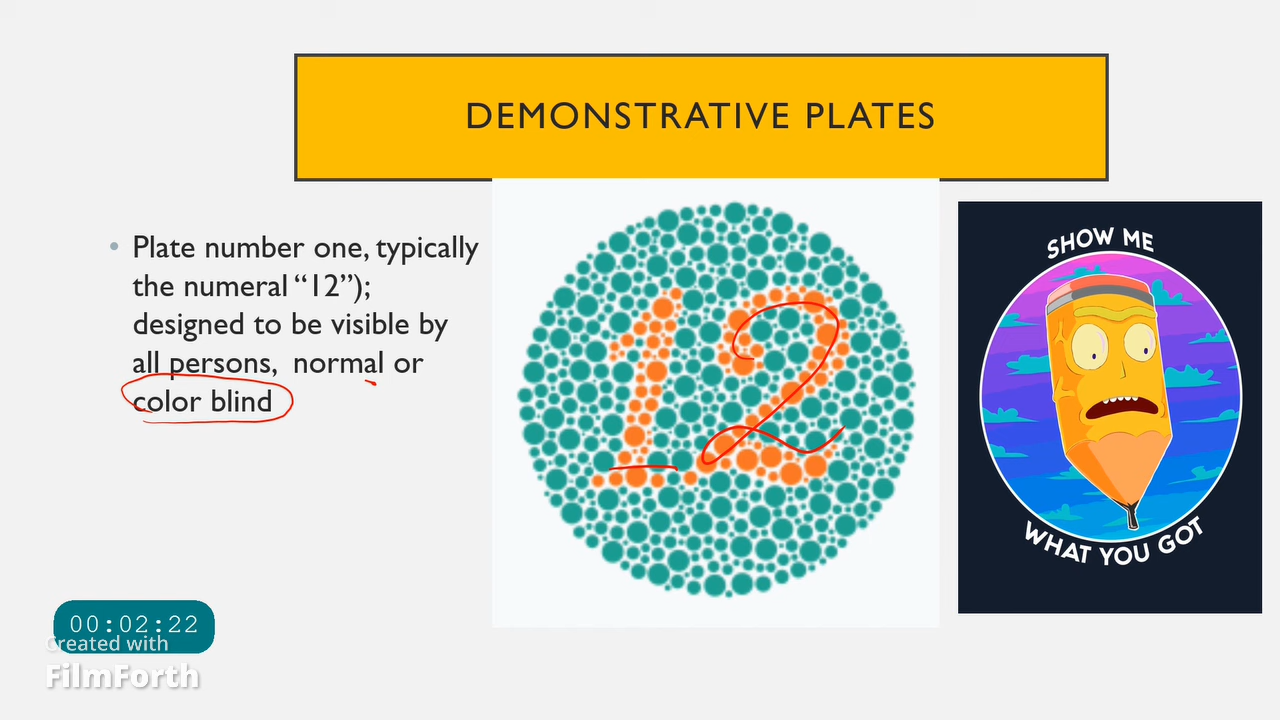 DEMONSTRATIVE PLATES
• Plate number one, typically
the numeral “12”);
designed to be visible by
all persons,  normal or
color blind
12
SHOW ME
WHAT YOU GOT
00:02:22
Created with
FilmForth